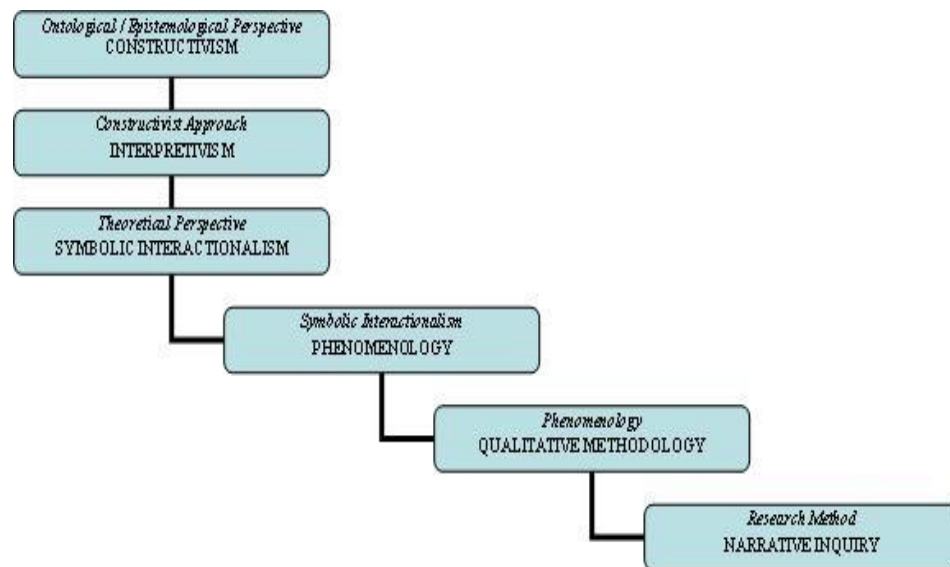 Ontological / Epistemological Perspective
CONSTRUCTIVISM
Constructivist Approach
INTERPRETIVISM
Theoretical Perspective
SYMBOLIC INTERACTIONALISM
Symbolic Interactionalism
PHENOMENOLOGY
Phenomenology
QUALITATIVE METHODOLOGY
Research Method
NARRATIVE INQUIRY